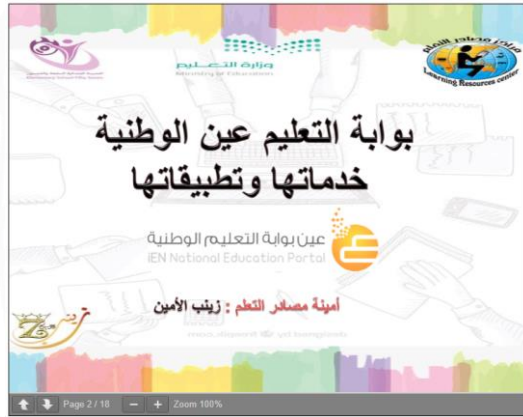 وزارة التعليم
Ministry of Education
Learning Resources center
بوابة التعليم عين الوطنية
خدماتها وتطبيقاتها
عين بوابة التعليم الوطنية
iEN National Education Portal
أمينة مصادر التعلم : زينب الأمين
زينب
Page 2 / 18
Zoom 100%